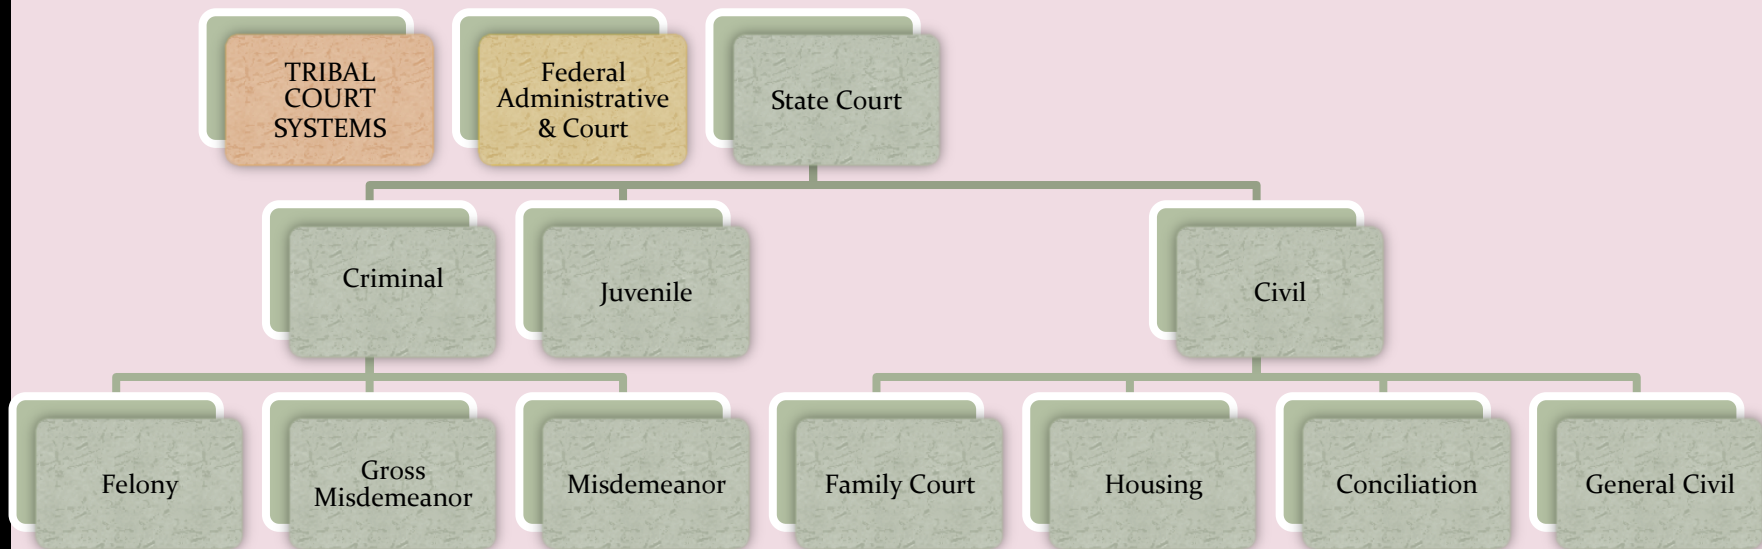 TRIBAL
COURT
SYSTEMS
Federal
Administrative
& Court
State Court
Criminal
Juvenile
Civil
Felony
Gross
Misdemeanor
Misdemeanor
Family Court
Housing
Conciliation
General Civil